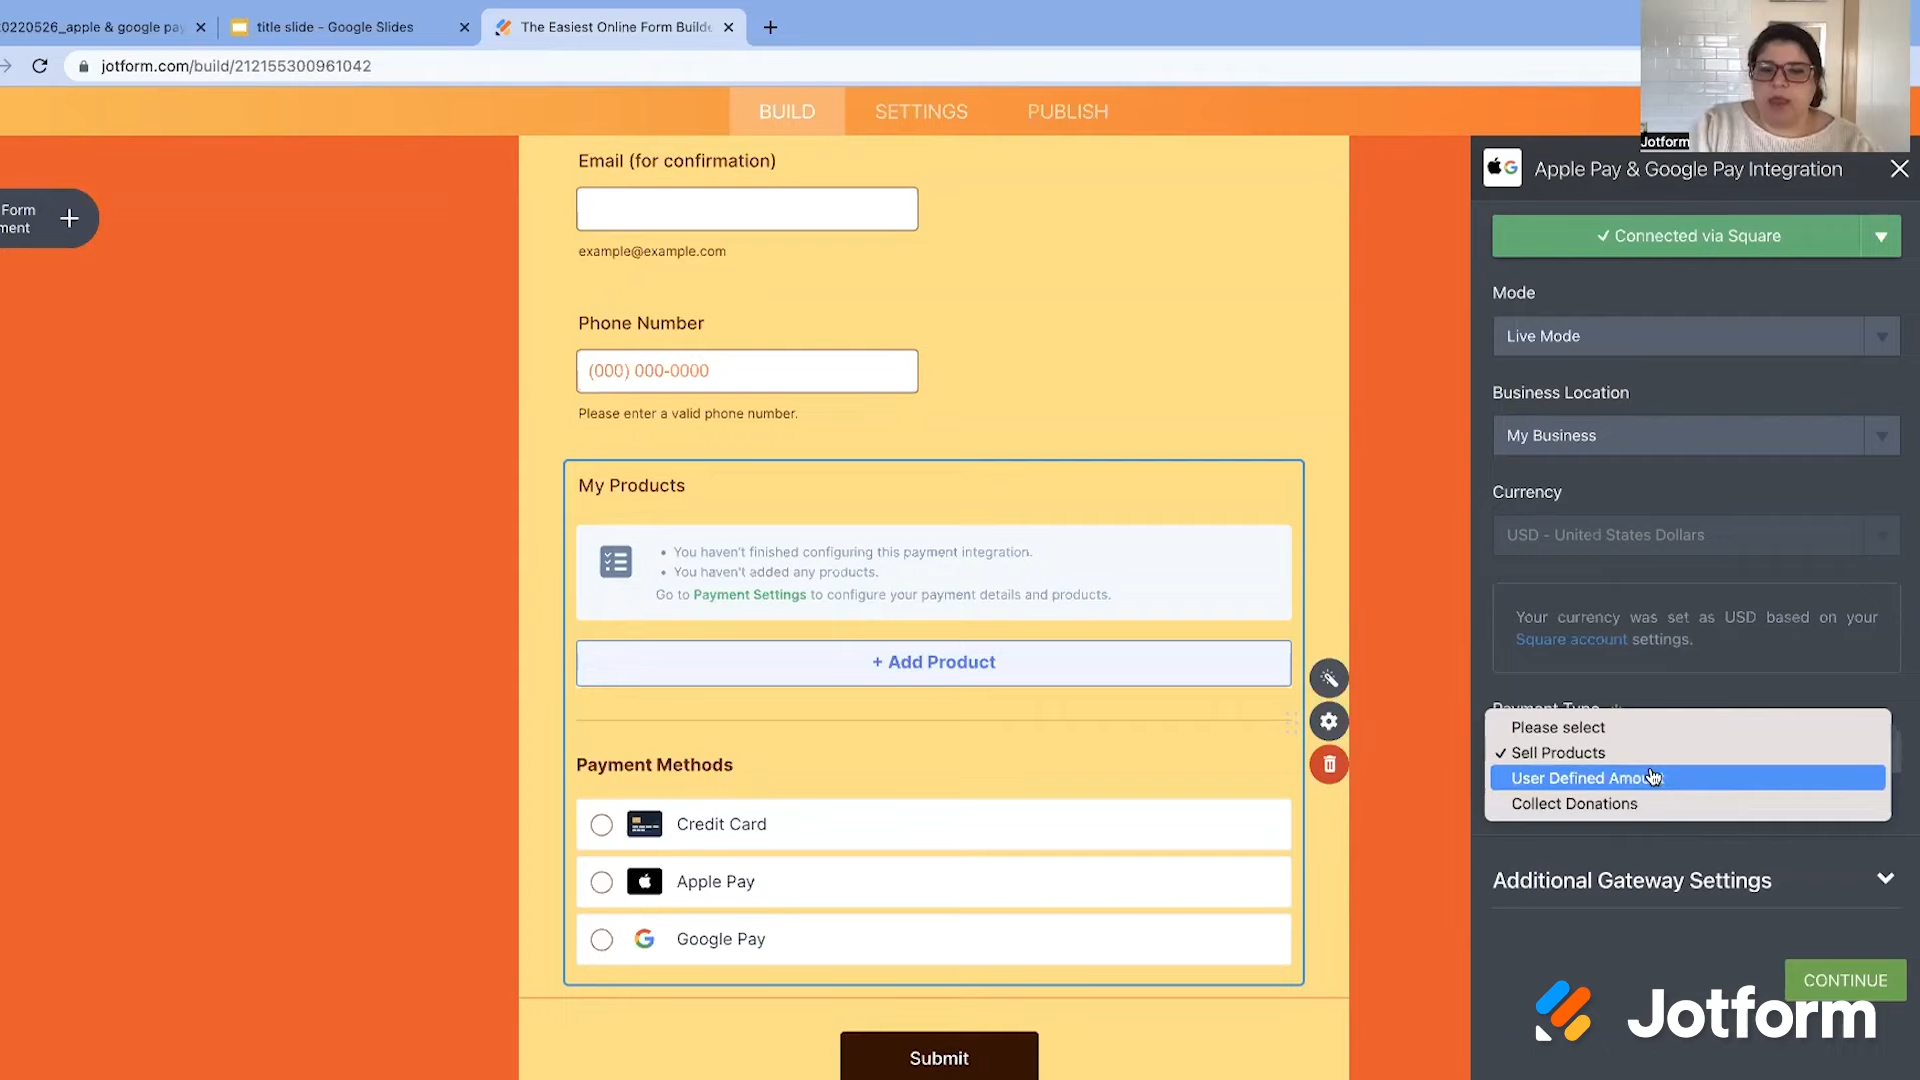 20220526_apple & google pay
title slide - Google Slides
The Easiest Online Form Builde
jotform.com/build/212155300961042
BUILD
SETTINGS
PUBLISH
Jotform
Form
ment
Email (for confirmation)
example@example.com
Phone Number
(000) 000-0000
Please enter a valid phone number.
My Products
• You haven't finished configuring this payment integration.
• You haven't added any products.
Go to Payment Settings to configure your payment details and products.
+ Add Product
Payment Methods
Credit Card
Apple Pay
Google Pay
Submit
Apple Pay & Google Pay Integration
✓ Connected via Square
Mode
Live Mode
Business Location
My Business
Currency
USD - United States Dollars
Your currency was set as USD based on your
Square account settings.
Payment Type
Please select
✓ Sell Products
User Defined Amou
Collect Donations
Additional Gateway Settings
CONTINUE
Jotform